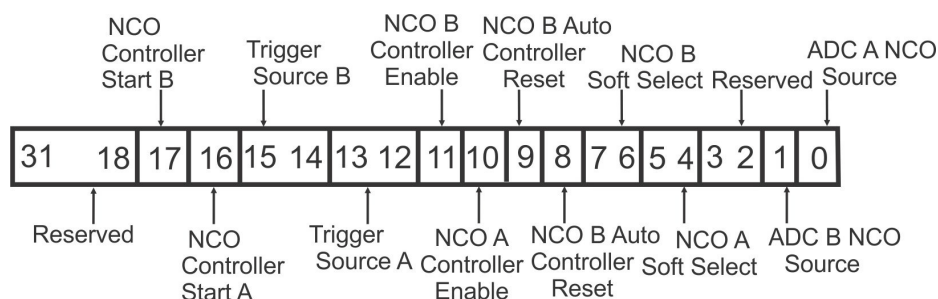 NCO
Controller
Start B
Trigger
Source B
NCO B
Controller
Enable
NCO B Auto
Controller
Reset
NCO B
Soft Select
Reserved
ADC A NCO
Source
31 18 17 16 15 14 13 12 11 10 9 8 7 6 5 4 3 2 1 0
Reserved
NCO
Controller
Start A
Trigger
Source A
NCO A
Controller
Enable
NCO B Auto
Controller
Reset
NCO A
Soft Select
ADC B NCO
Source